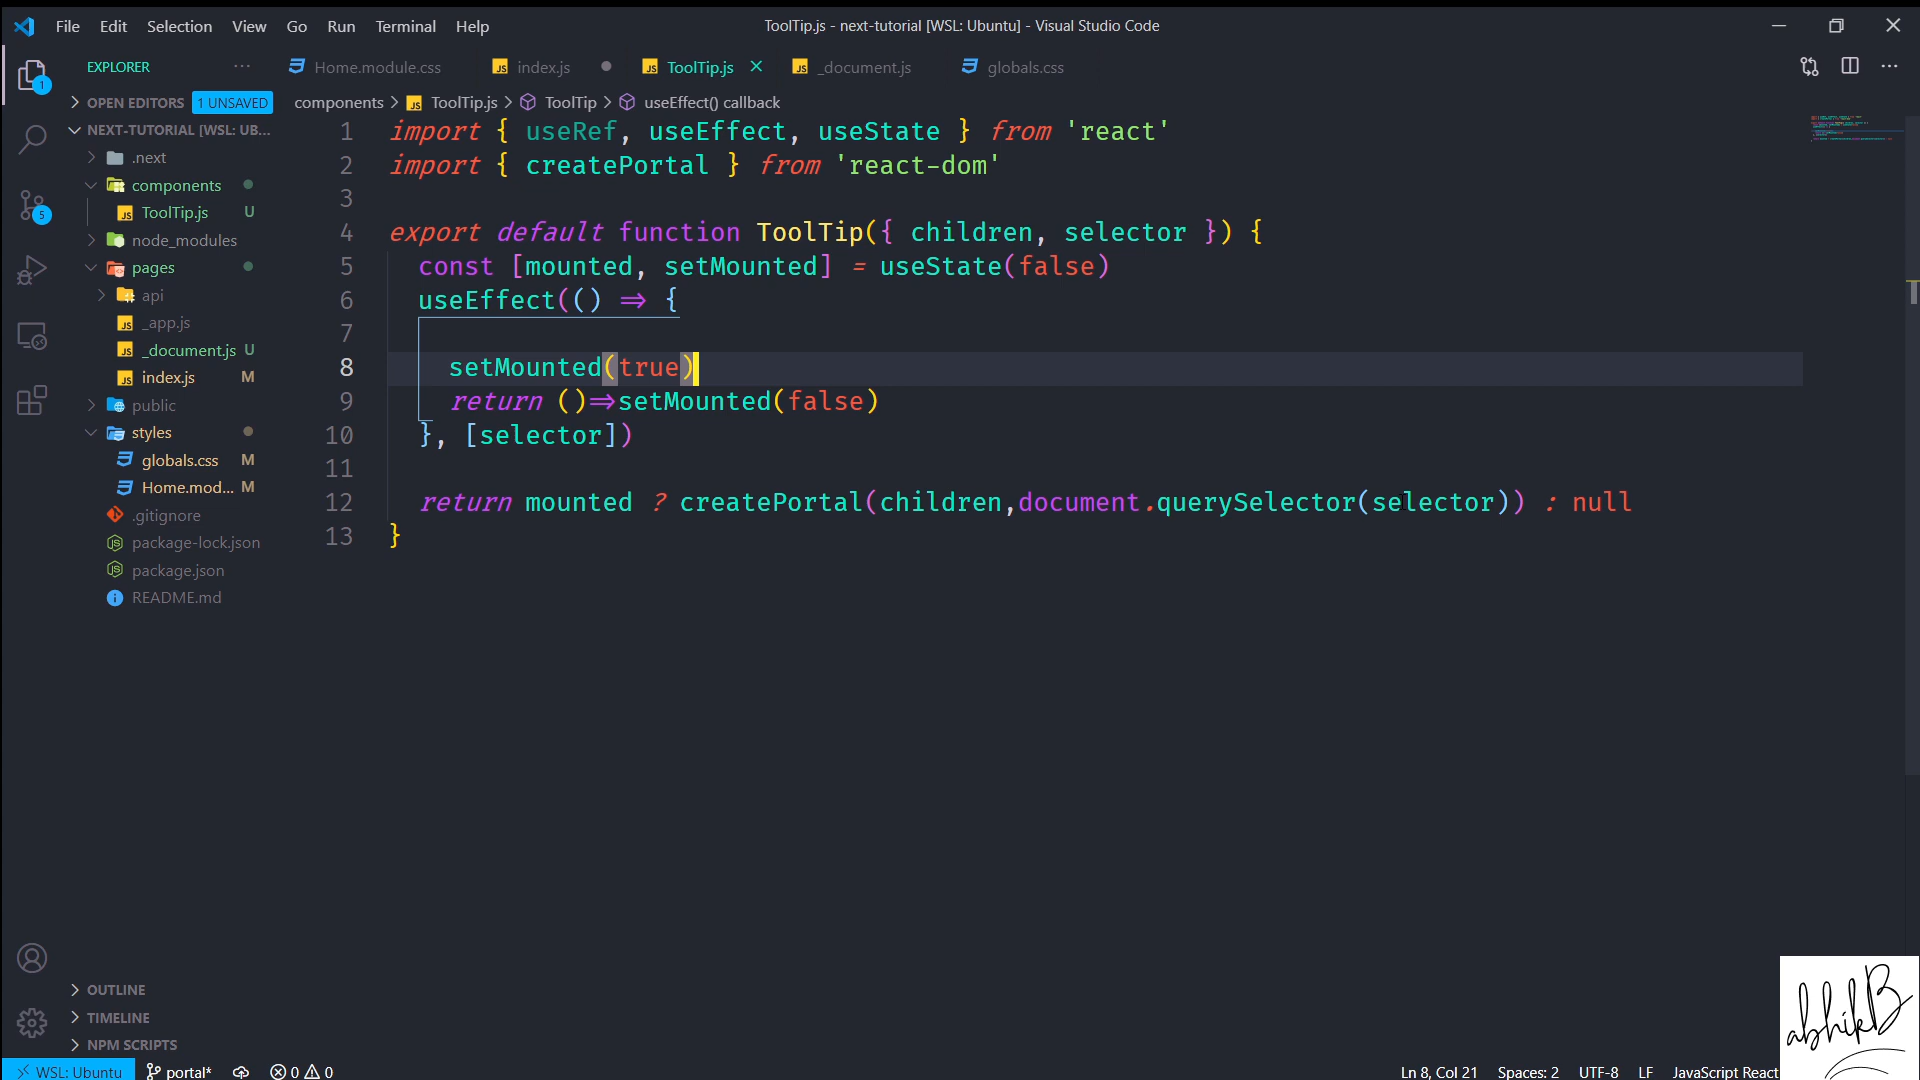 File Edit Selection View Go Run Terminal Help
ToolTip.js - next-tutorial [WSL: Ubuntu] - Visual Studio Code
EXPLORER
Home.module.css
index.js
ToolTip.js
_document.js
globals.css
OPEN EDITORS 1 UNSAVED
components > ToolTip.js > ToolTip > useEffect() callback
NEXT-TUTORIAL [WSL: UB...
.next
components
ToolTip.js U
node_modules
pages
api
_app.js
_document.js U
index.js M
public
styles
globals.css M
Home.mod... M
.gitignore
package-lock.json
package.json
README.md
1 import { useRef, useEffect, useState } from 'react'
2 import { createPortal } from 'react-dom'
3
4 export default function ToolTip({ children, selector }) {
5 const [mounted, setMounted] = useState(false)
6 useEffect(() => {
7
8 setMounted(true)
9 return ()=>setMounted(false)
10 }, [selector])
11
12 return mounted ? createPortal(children,document.querySelector(selector)) : null
13 }
1
5
OUTLINE
TIMELINE
NPM SCRIPTS
abhikB
WSL: Ubuntu portal* 0 0
Ln 8, Col 21 Spaces: 2 UTF-8 LF JavaScript React